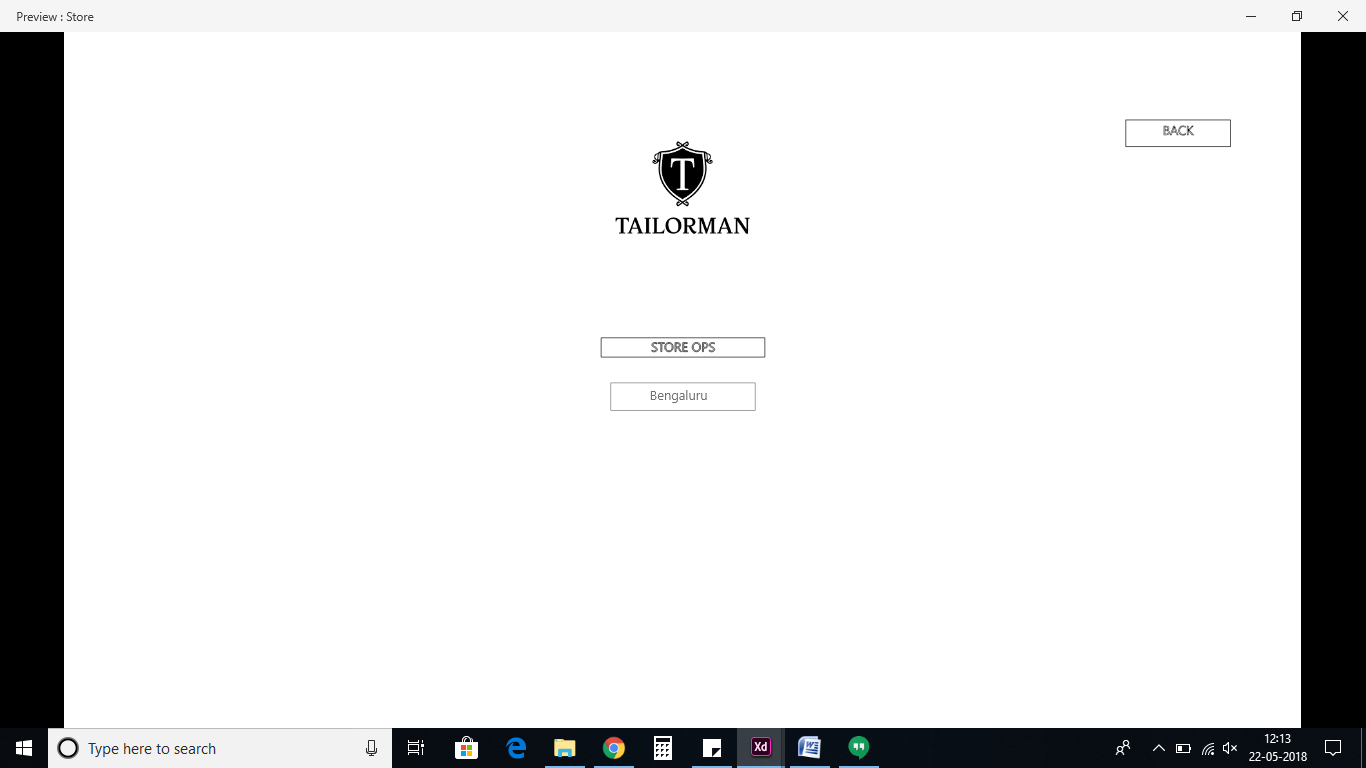 Preview : Store
BACK
T
TAILORMAN
STORE OPS
Bengaluru
Type here to search
Xd
W
12:13
22-05-2018